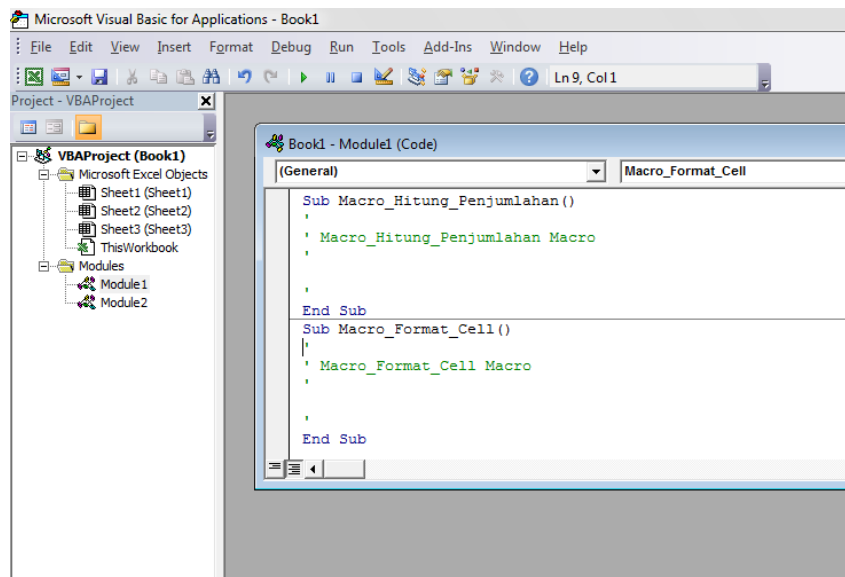 Microsoft Visual Basic for Applications - Book1
File Edit View Insert Format Debug Run Tools Add-Ins Window Help
Ln 9, Col 1
Project - VBAProject
VBAProject (Book1)
Microsoft Excel Objects
Sheet1 (Sheet1)
Sheet2 (Sheet2)
Sheet3 (Sheet3)
ThisWorkbook
Modules
Module1
Module2
Book1 - Module1 (Code)
(General) Macro_Format_Cell
Sub Macro_Hitung_Penjumlahan()
'
' Macro_Hitung_Penjumlahan Macro
'
'
End Sub
Sub Macro_Format_Cell()
'
' Macro_Format_Cell Macro
'
'
End Sub